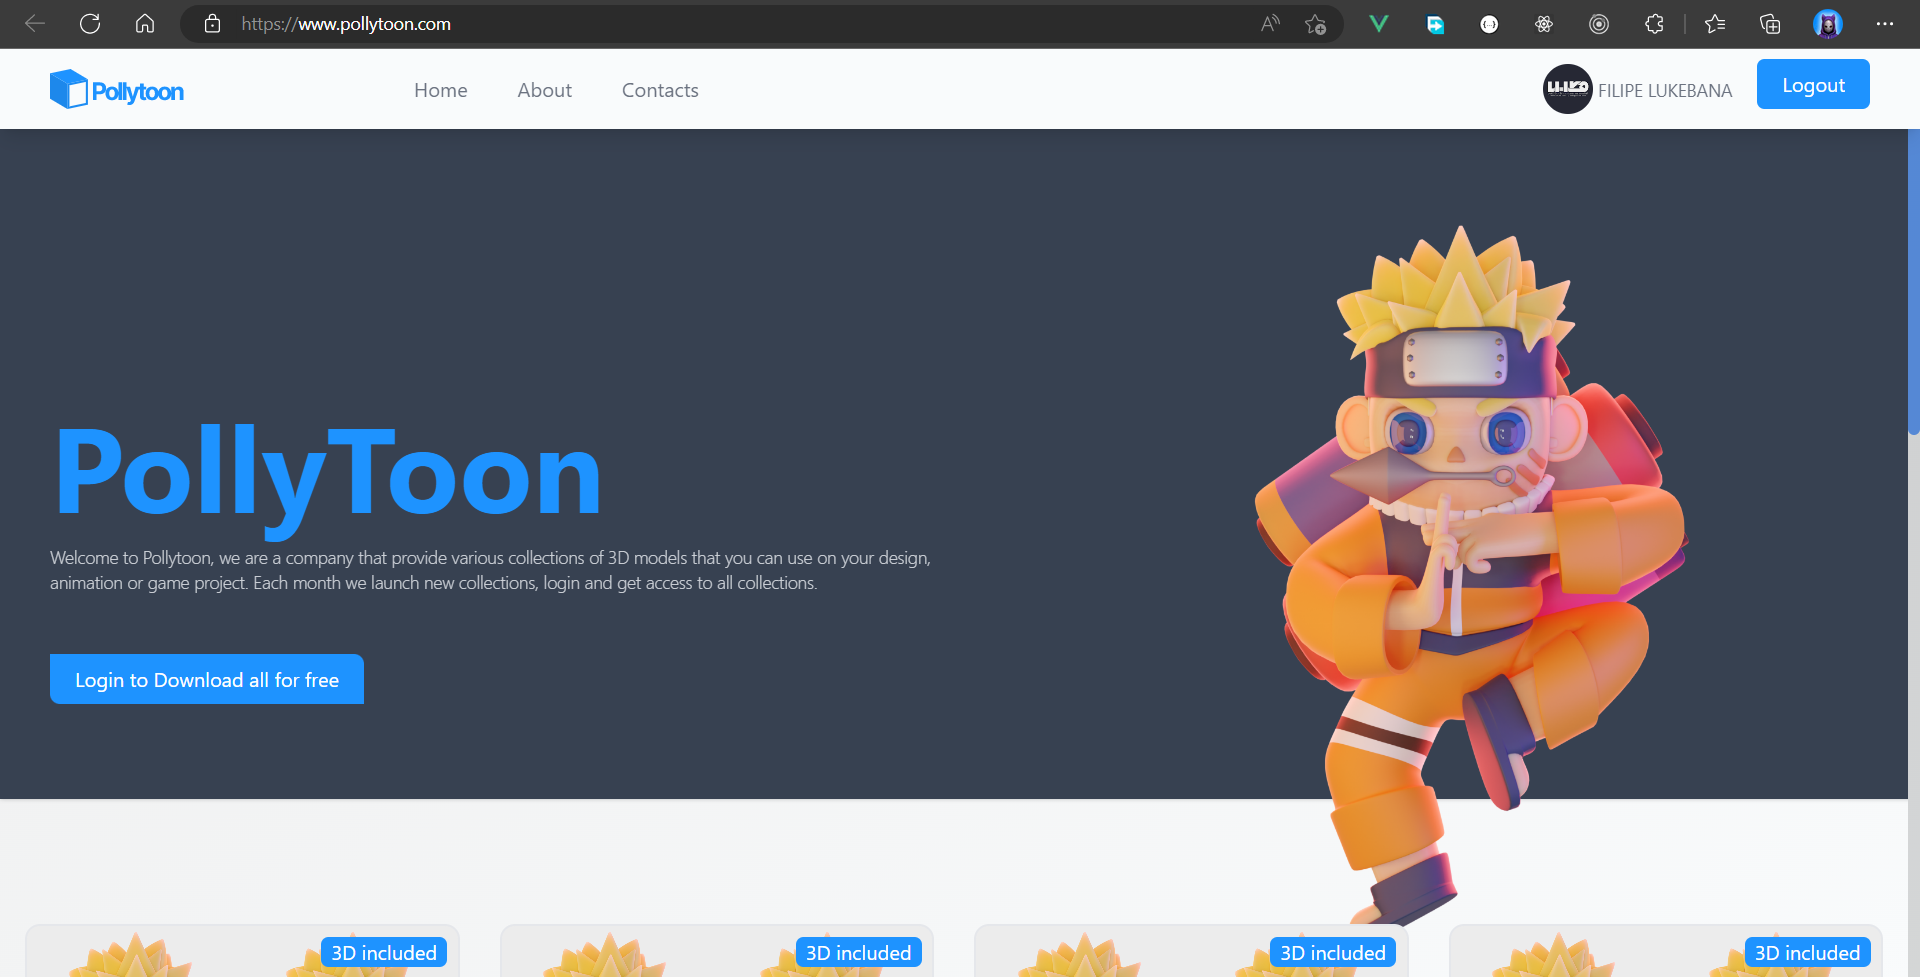 https://www.pollytoon.com
Pollytoon
Home
About
Contacts
FILIPE LUKEBANA
Logout
PollyToon
Welcome to Pollytoon, we are a company that provide various collections of 3D models that you can use on your design,
animation or game project. Each month we launch new collections, login and get access to all collections.
Login to Download all for free
3D included
3D included
3D included
3D included